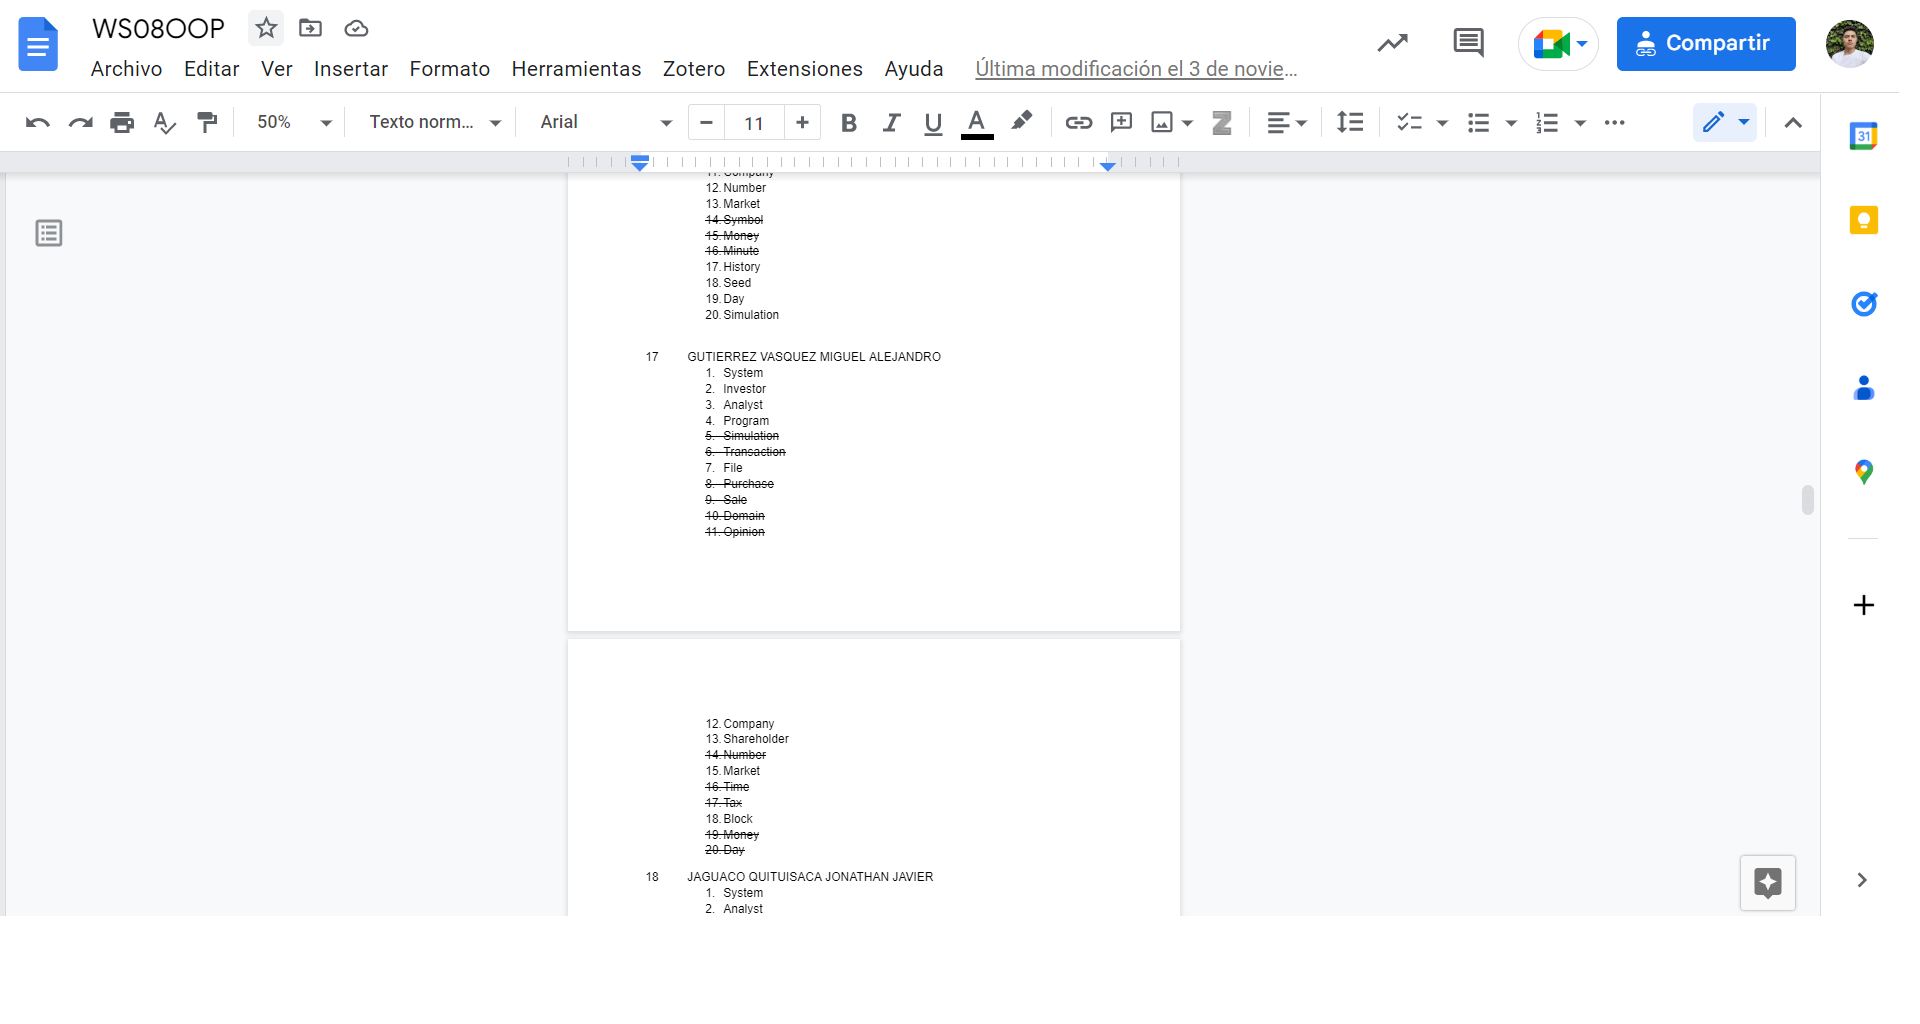 WS08OOP
Archivo Editar Ver Insertar Formato Herramientas Zotero Extensiones Ayuda Última modificación el 3 de novie...
Compartir
50% Texto norm... Arial 11
11. Company
12. Number
13. Market
14. Symbol
15. Money
16. Minute
17. History
18. Seed
19. Day
20. Simulation
17 GUTIERREZ VASQUEZ MIGUEL ALEJANDRO
1. System
2. Investor
3. Analyst
4. Program
5. Simulation
6. Transaction
7. File
8. Purchase
9. Sale
10. Domain
11. Opinion
12. Company
13. Shareholder
14. Number
15. Market
16. Time
17. Tax
18. Block
19. Money
20. Day
18 JAGUACO QUITUISACA JONATHAN JAVIER
1. System
2. Analyst
31